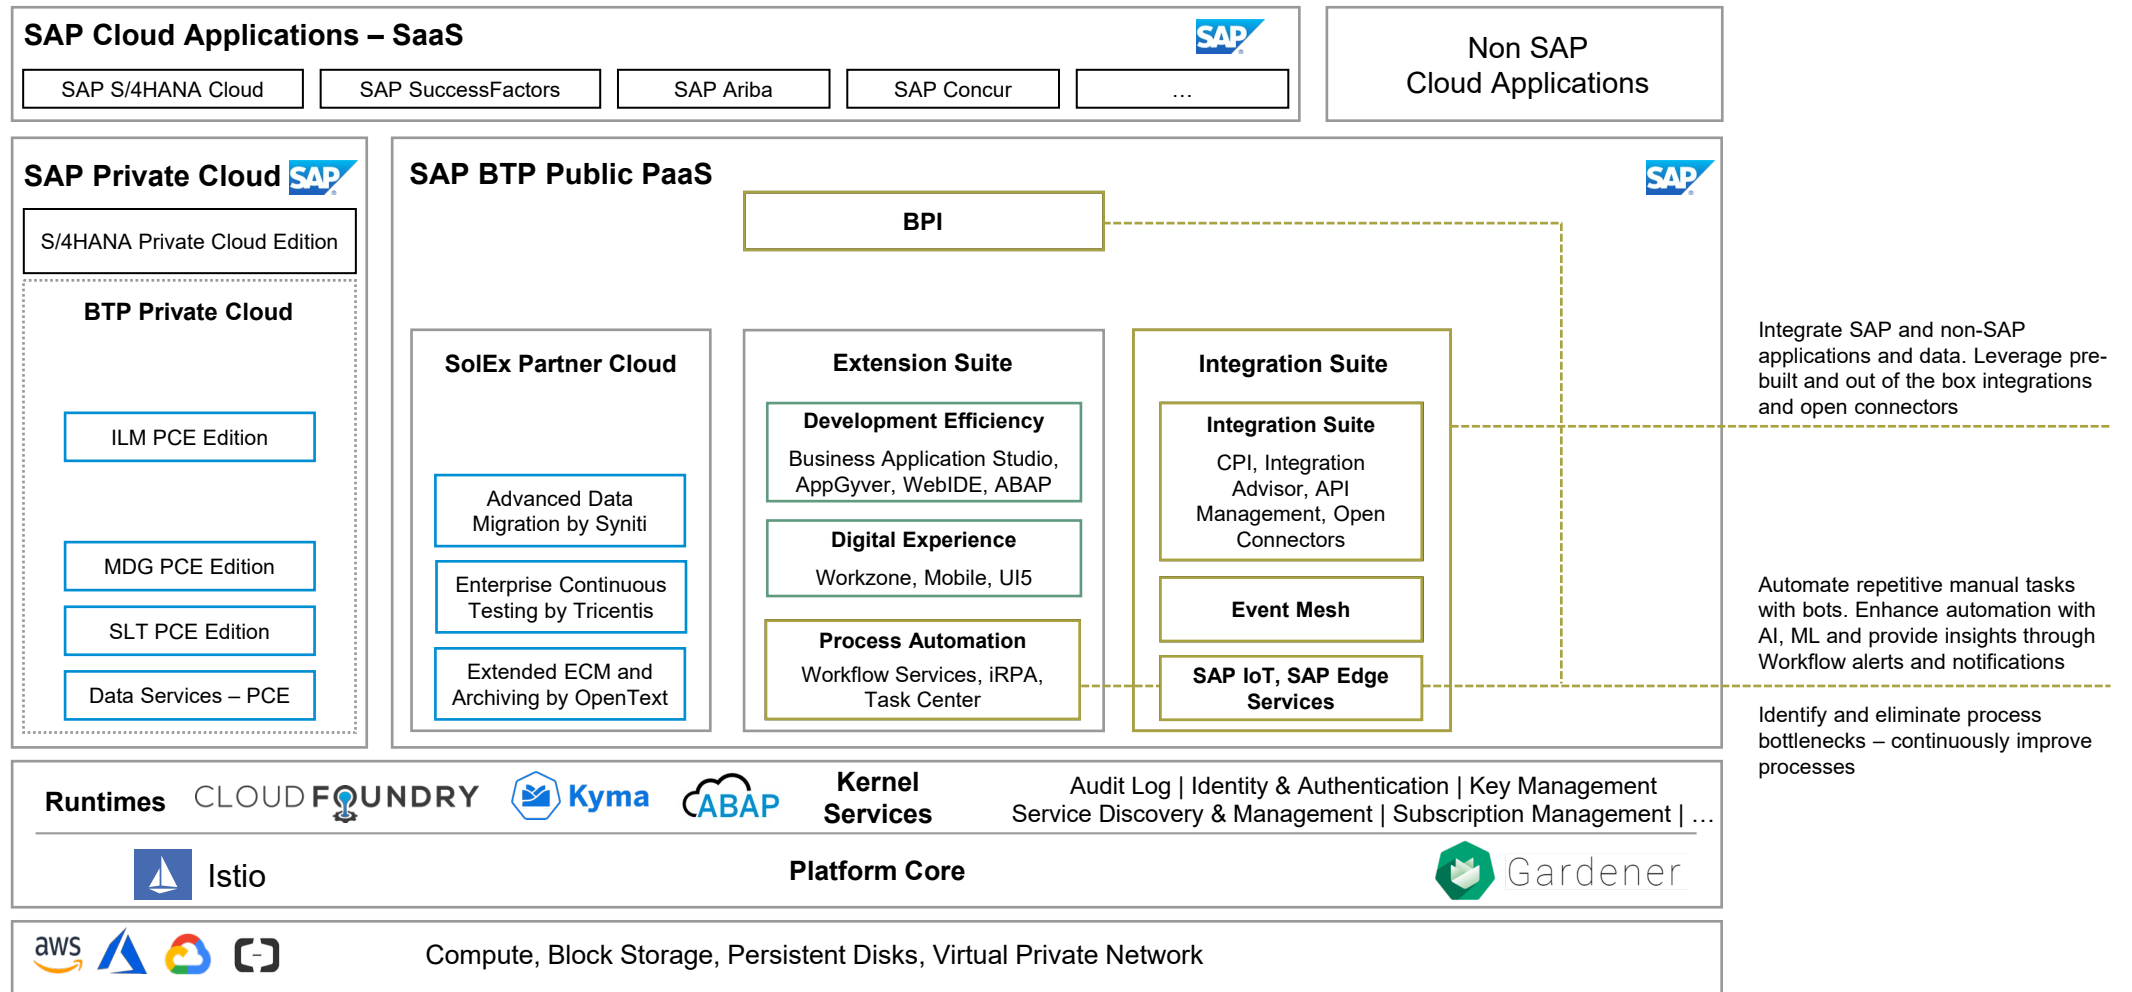 SAP Cloud Applications – SaaS
SAP
SAP S/4HANA Cloud
SAP SuccessFactors
SAP Ariba
SAP Concur
…
Non SAP
Cloud Applications
SAP Private Cloud
SAP
S/4HANA Private Cloud Edition
BTP Private Cloud
ILM PCE Edition
MDG PCE Edition
SLT PCE Edition
Data Services – PCE
SAP BTP Public PaaS
SAP
BPI
SolEx Partner Cloud
Advanced Data
Migration by Syniti
Enterprise Continuous
Testing by Tricentis
Extended ECM and
Archiving by OpenText
Extension Suite
Development Efficiency
Business Application Studio,
AppGyver, WebIDE, ABAP
Digital Experience
Workzone, Mobile, UI5
Process Automation
Workflow Services, iRPA,
Task Center
Integration Suite
Integration Suite
CPI, Integration
Advisor, API
Management, Open
Connectors
Event Mesh
SAP IoT, SAP Edge
Services
Integrate SAP and non-SAP
applications and data. Leverage pre-
built and out of the box integrations
and open connectors
Automate repetitive manual tasks
with bots. Enhance automation with
AI, ML and provide insights through
Workflow alerts and notifications
Identify and eliminate process
bottlenecks – continuously improve
processes
Runtimes
CLOUD FOUNDRY
Kyma
ABAP
Kernel
Services
Audit Log | Identity & Authentication | Key Management
Service Discovery & Management | Subscription Management | …
Istio
Platform Core
Gardener
aws
Compute, Block Storage, Persistent Disks, Virtual Private Network